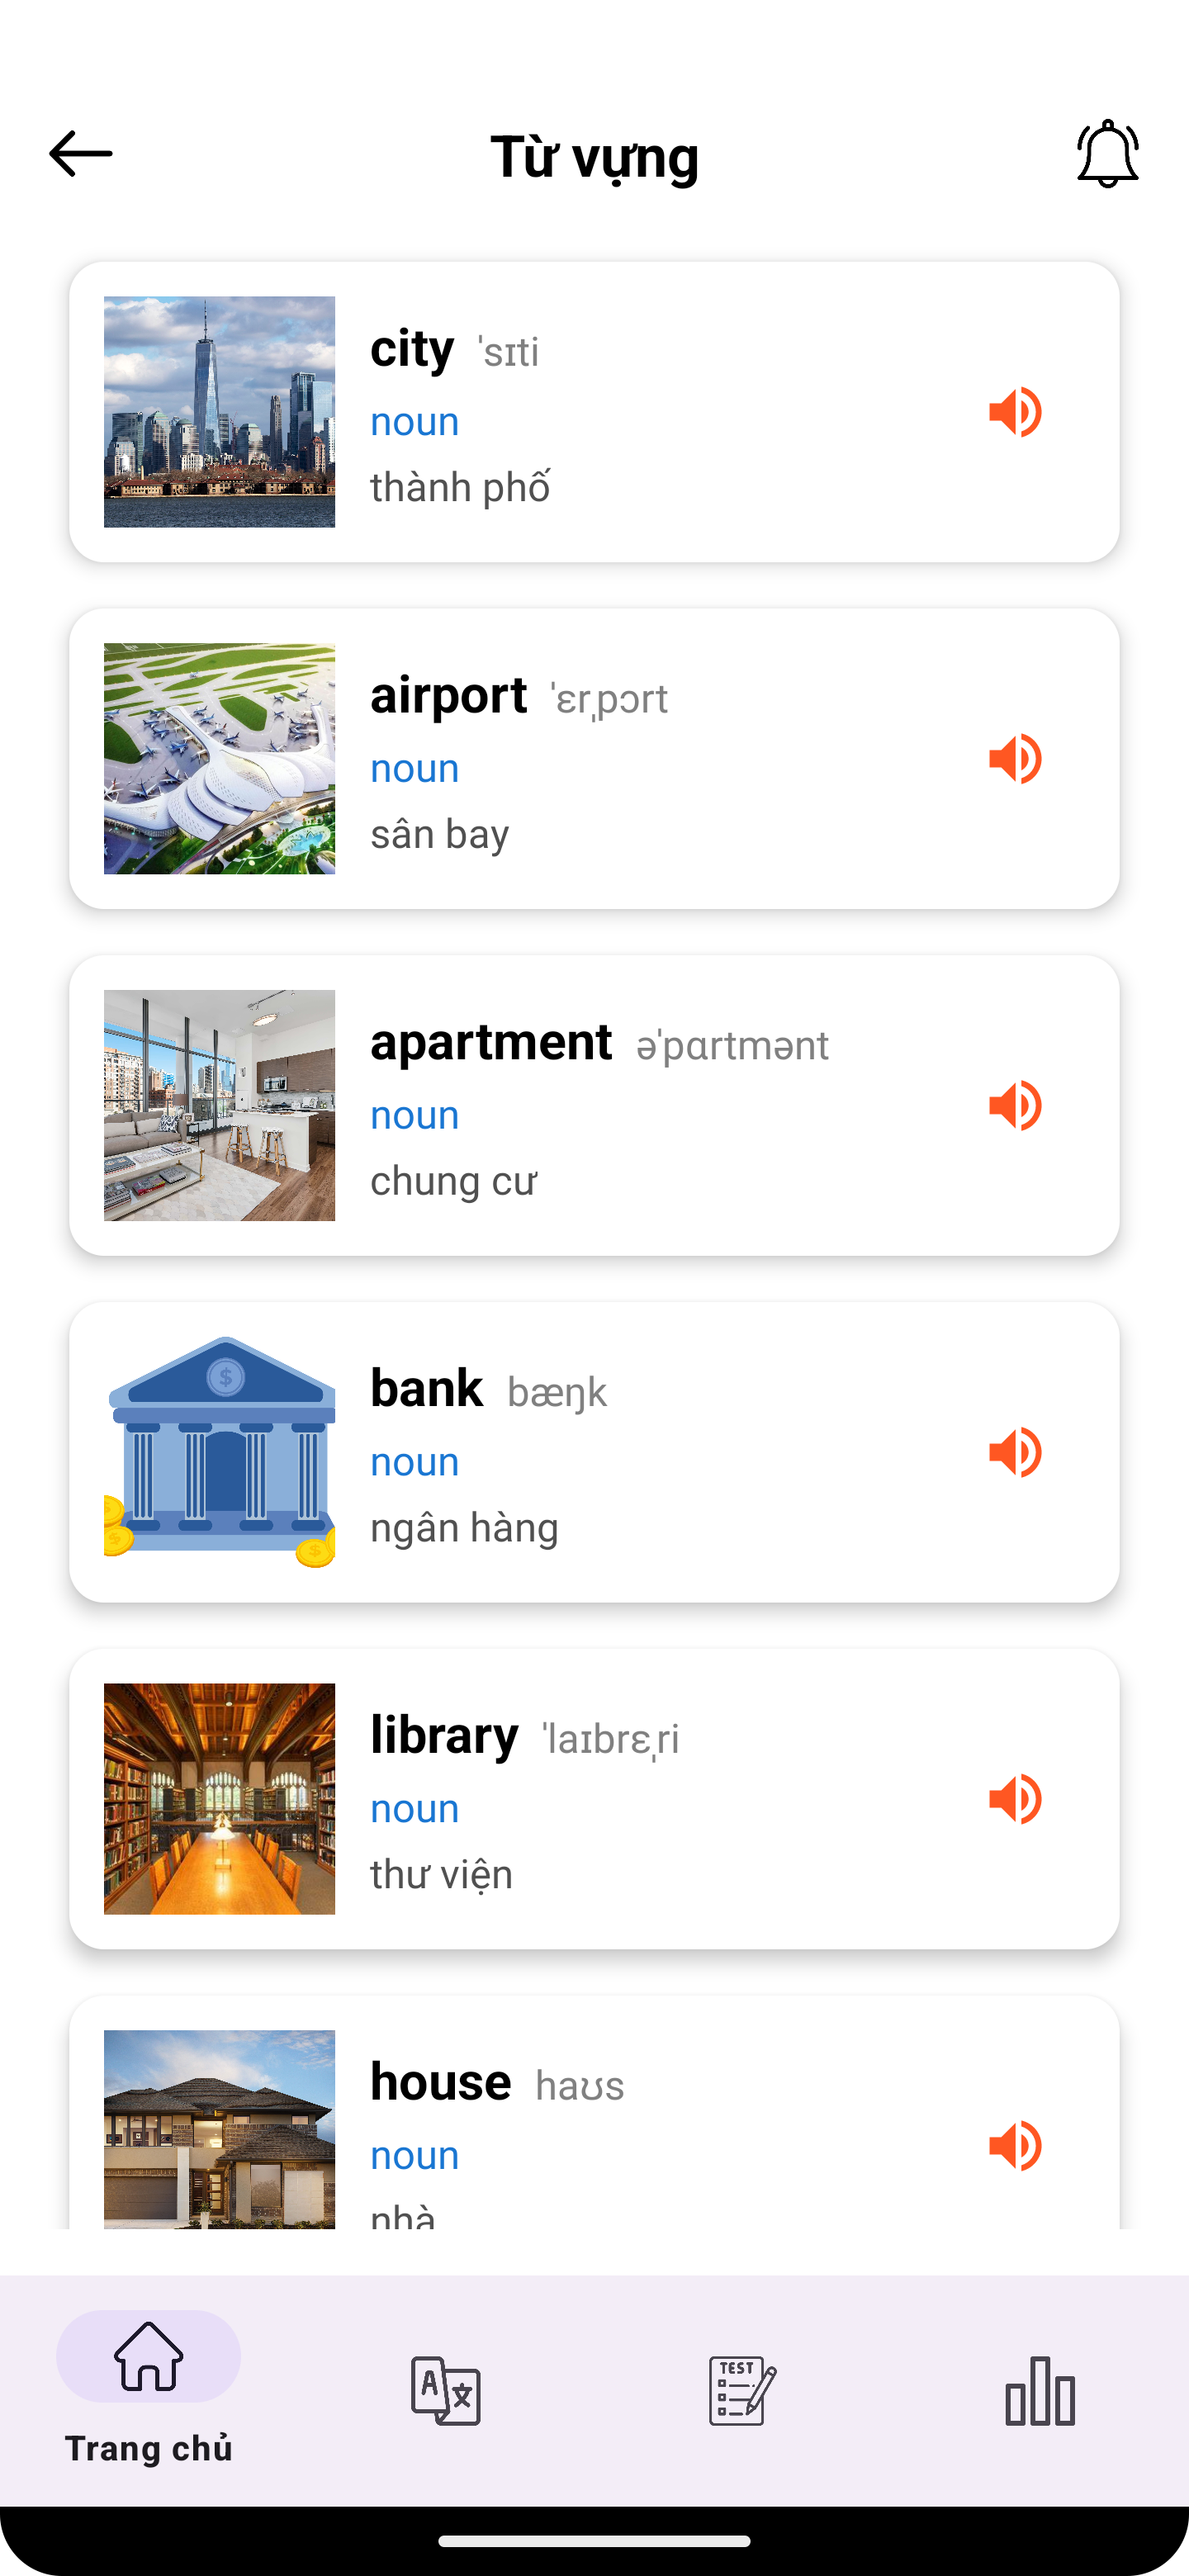 Từ vựng
city ˈsɪti
noun
thành phố
airport ˈɛrˌpɔrt
noun
sân bay
apartment əˈpɑrtmənt
noun
chung cư
bank bæŋk
noun
ngân hàng
library ˈlaɪbrɛˌri
noun
thư viện
house haʊs
noun
nhà
A 文
TEST
Trang chủ